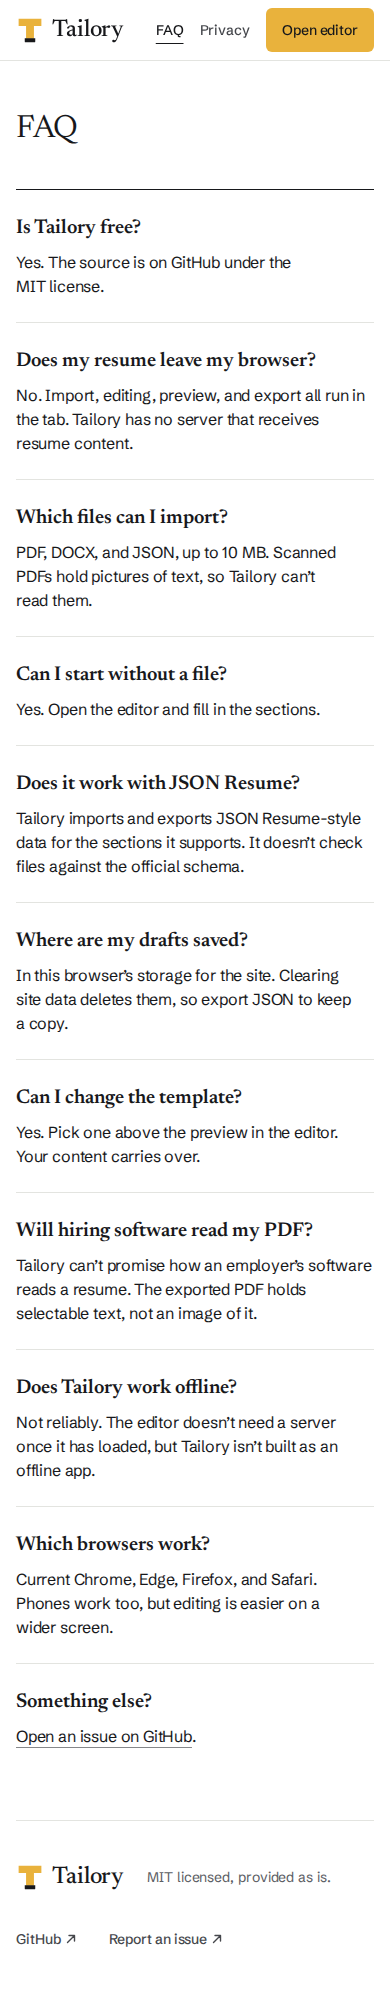 Tailory FAQ Privacy Open editor
FAQ
Is Tailory free?
Yes. The source is on GitHub under the
MIT license.
Does my resume leave my browser?
No. Import, editing, preview, and export all run in
the tab. Tailory has no server that receives
resume content.
Which files can I import?
PDF, DOCX, and JSON, up to 10 MB. Scanned
PDFs hold pictures of text, so Tailory can’t
read them.
Can I start without a file?
Yes. Open the editor and fill in the sections.
Does it work with JSON Resume?
Tailory imports and exports JSON Resume-style
data for the sections it supports. It doesn’t check
files against the official schema.
Where are my drafts saved?
In this browser’s storage for the site. Clearing
site data deletes them, so export JSON to keep
a copy.
Can I change the template?
Yes. Pick one above the preview in the editor.
Your content carries over.
Will hiring software read my PDF?
Tailory can’t promise how an employer’s software
reads a resume. The exported PDF holds
selectable text, not an image of it.
Does Tailory work offline?
Not reliably. The editor doesn’t need a server
once it has loaded, but Tailory isn’t built as an
offline app.
Which browsers work?
Current Chrome, Edge, Firefox, and Safari.
Phones work too, but editing is easier on a
wider screen.
Something else?
Open an issue on GitHub.
Tailory MIT licensed, provided as is.
GitHub ↗ Report an issue ↗